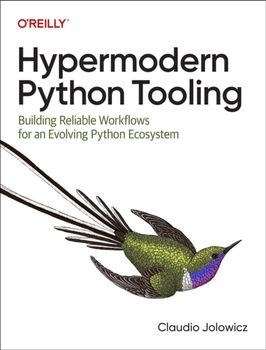 O'REILLY®
Hypermodern
Python Tooling
Building Reliable Workflows
for an Evolving Python Ecosystem
Claudio Jolowicz